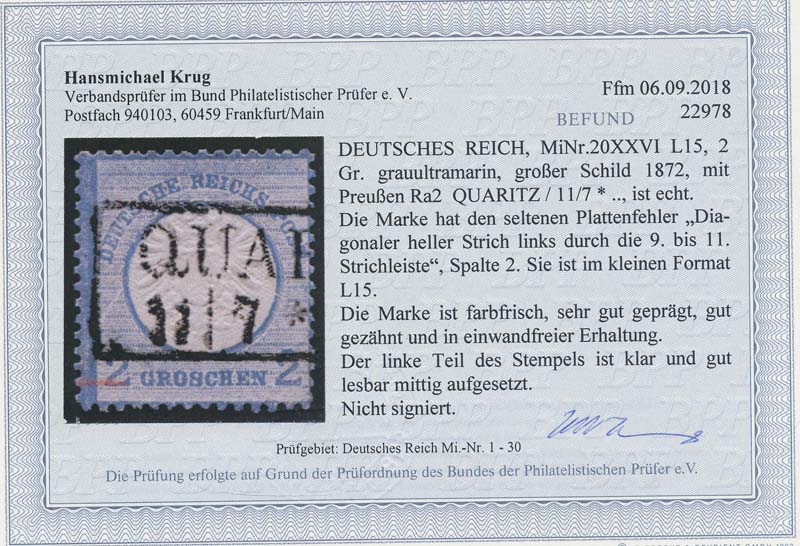 Hansmichael Krug
Verbandsprüfer im Bund Philatelistischer Prüfer e. V.
Postfach 940103, 60459 Frankfurt/Main
Ffm 06.09.2018
BEFUND 22978
DEUTSCHES REICH, MiNr.20XXVI L15, 2
Gr. grauultramarin, großer Schild 1872, mit
Preußen Ra2 QUARITZ / 11/7 * .., ist echt.
Die Marke hat den seltenen Plattenfehler „Dia-
gonaler heller Strich links durch die 9. bis 11.
Strichleiste“, Spalte 2. Sie ist im kleinen Format
L15.
Die Marke ist farbfrisch, sehr gut geprägt, gut
gezähnt und in einwandfreier Erhaltung.
Der linke Teil des Stempels ist klar und gut
lesbar mittig aufgesetzt.
Nicht signiert.
DEUTSCHE REICHS-POST
QUAR
11 7 *
2 GROSCHEN 2
Prüfgebiet: Deutsches Reich Mi.-Nr. 1 - 30
Die Prüfung erfolgte auf Grund der Prüfordnung des Bundes der Philatelistischen Prüfer e.V.
BPP